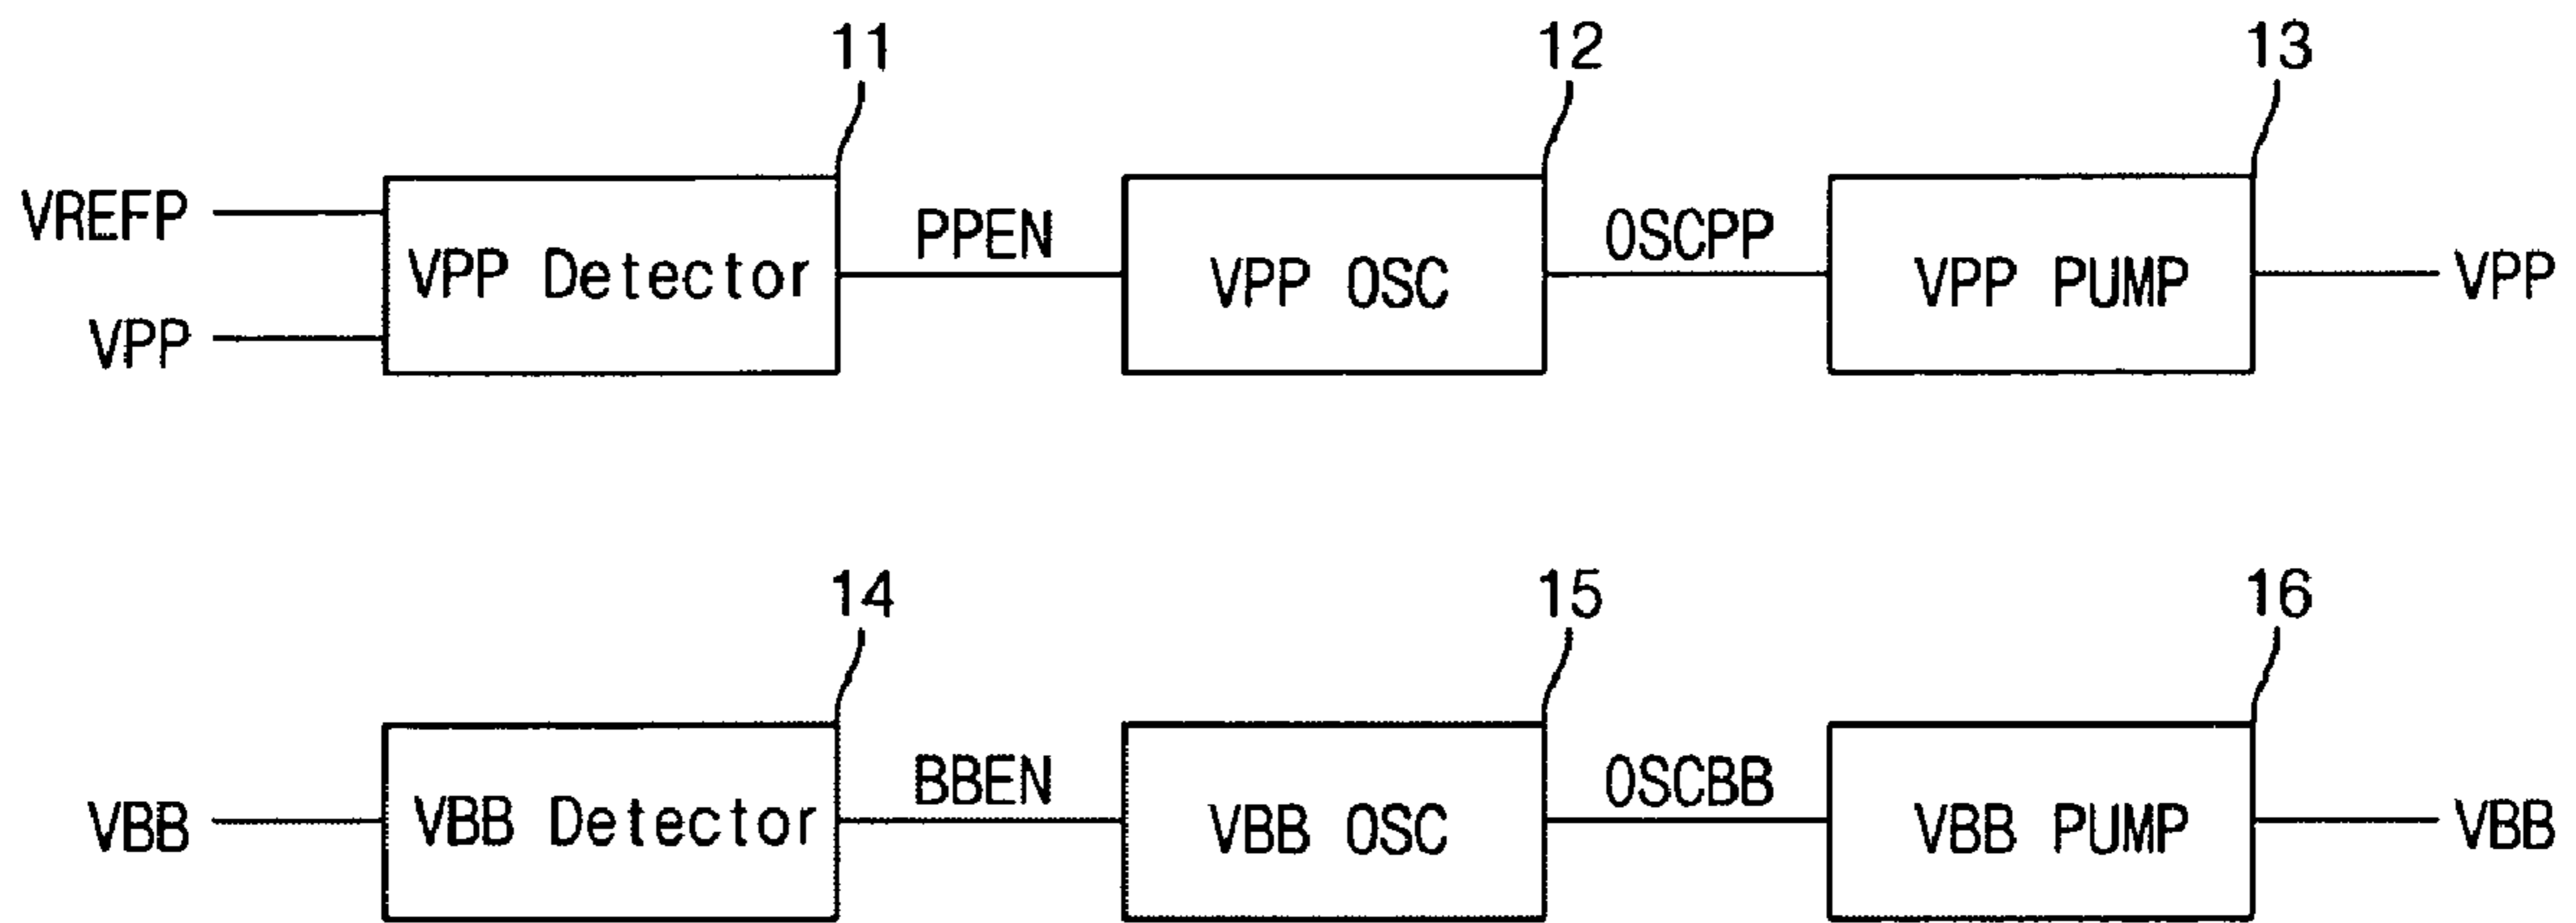 11 12 13
VREFP
VPP
VPP Detector
PPEN
VPP OSC
OSCPP
VPP PUMP
VPP
14 15 16
VBB
VBB Detector
BBEN
VBB OSC
OSCBB
VBB PUMP
VBB